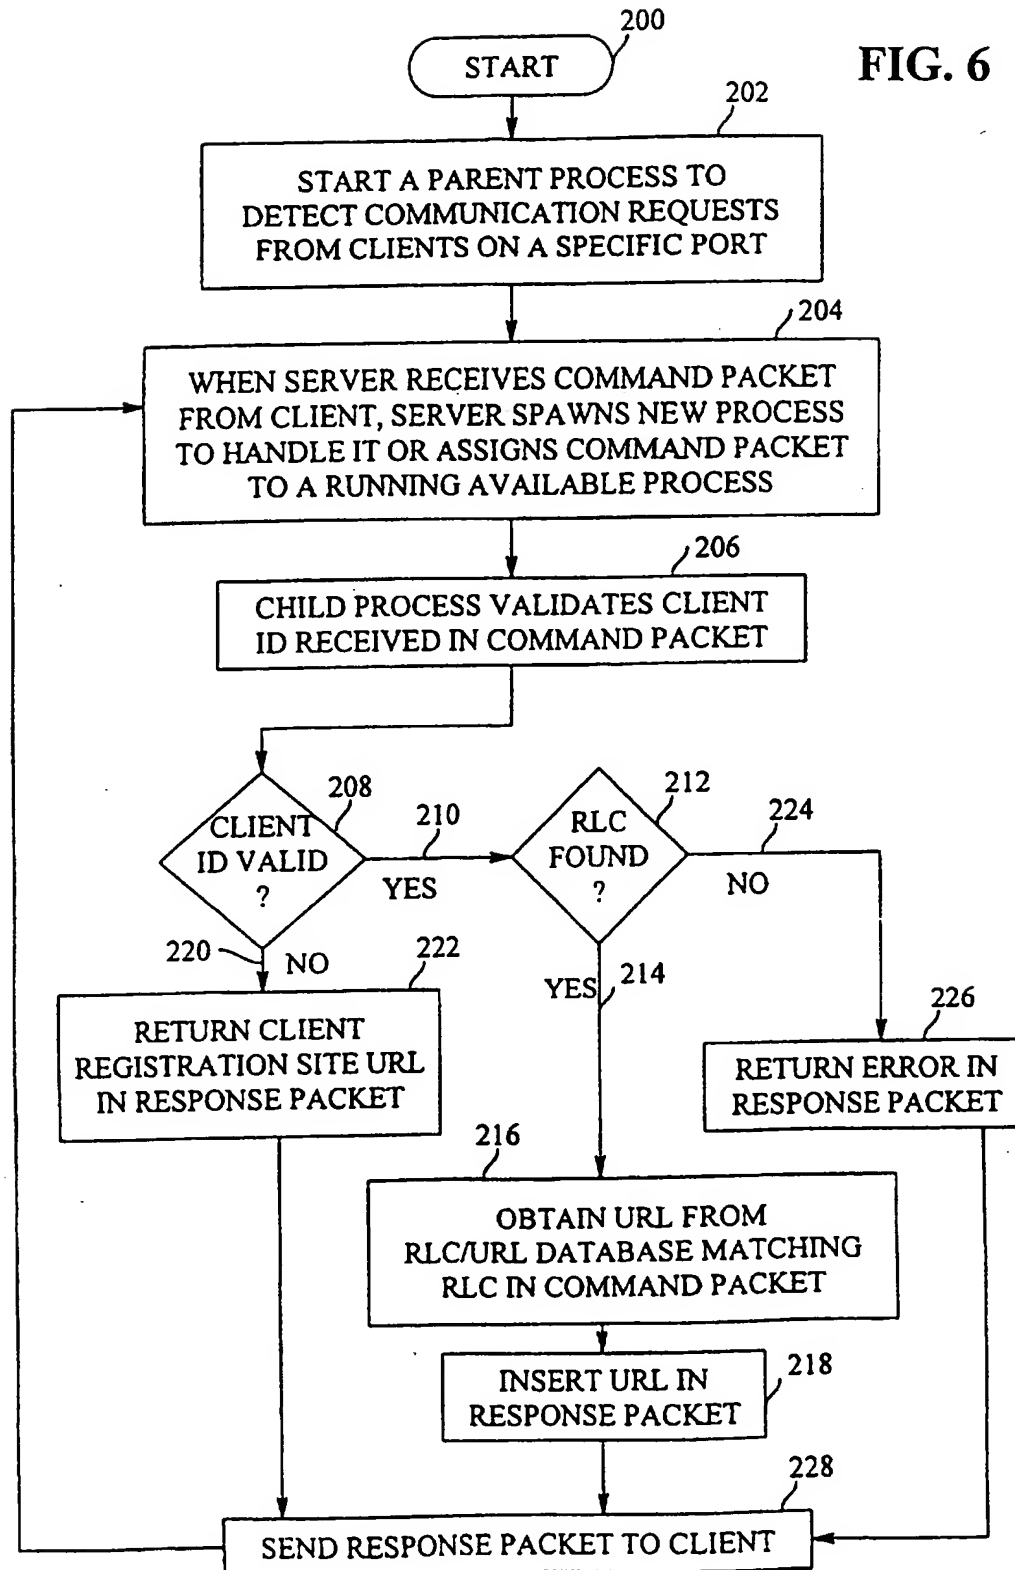 200
START
FIG. 6
202
START A PARENT PROCESS TO
DETECT COMMUNICATION REQUESTS
FROM CLIENTS ON A SPECIFIC PORT
204
WHEN SERVER RECEIVES COMMAND PACKET
FROM CLIENT, SERVER SPAWNS NEW PROCESS
TO HANDLE IT OR ASSIGNS COMMAND PACKET
TO A RUNNING AVAILABLE PROCESS
206
CHILD PROCESS VALIDATES CLIENT
ID RECEIVED IN COMMAND PACKET
208
CLIENT
ID VALID
?
210
YES
212
RLC
FOUND
?
224
NO
220
NO
222
RETURN CLIENT
REGISTRATION SITE URL
IN RESPONSE PACKET
YES
214
226
RETURN ERROR IN
RESPONSE PACKET
216
OBTAIN URL FROM
RLC/URL DATABASE MATCHING
RLC IN COMMAND PACKET
INSERT URL IN
RESPONSE PACKET
218
228
SEND RESPONSE PACKET TO CLIENT